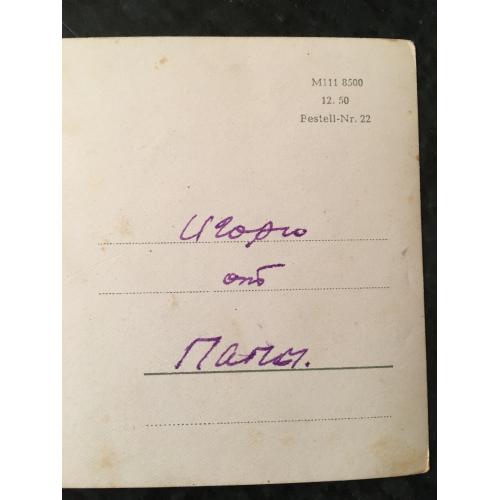 M111 8500
12. 50
Bestell-Nr. 22
Игорю
от
Папы.